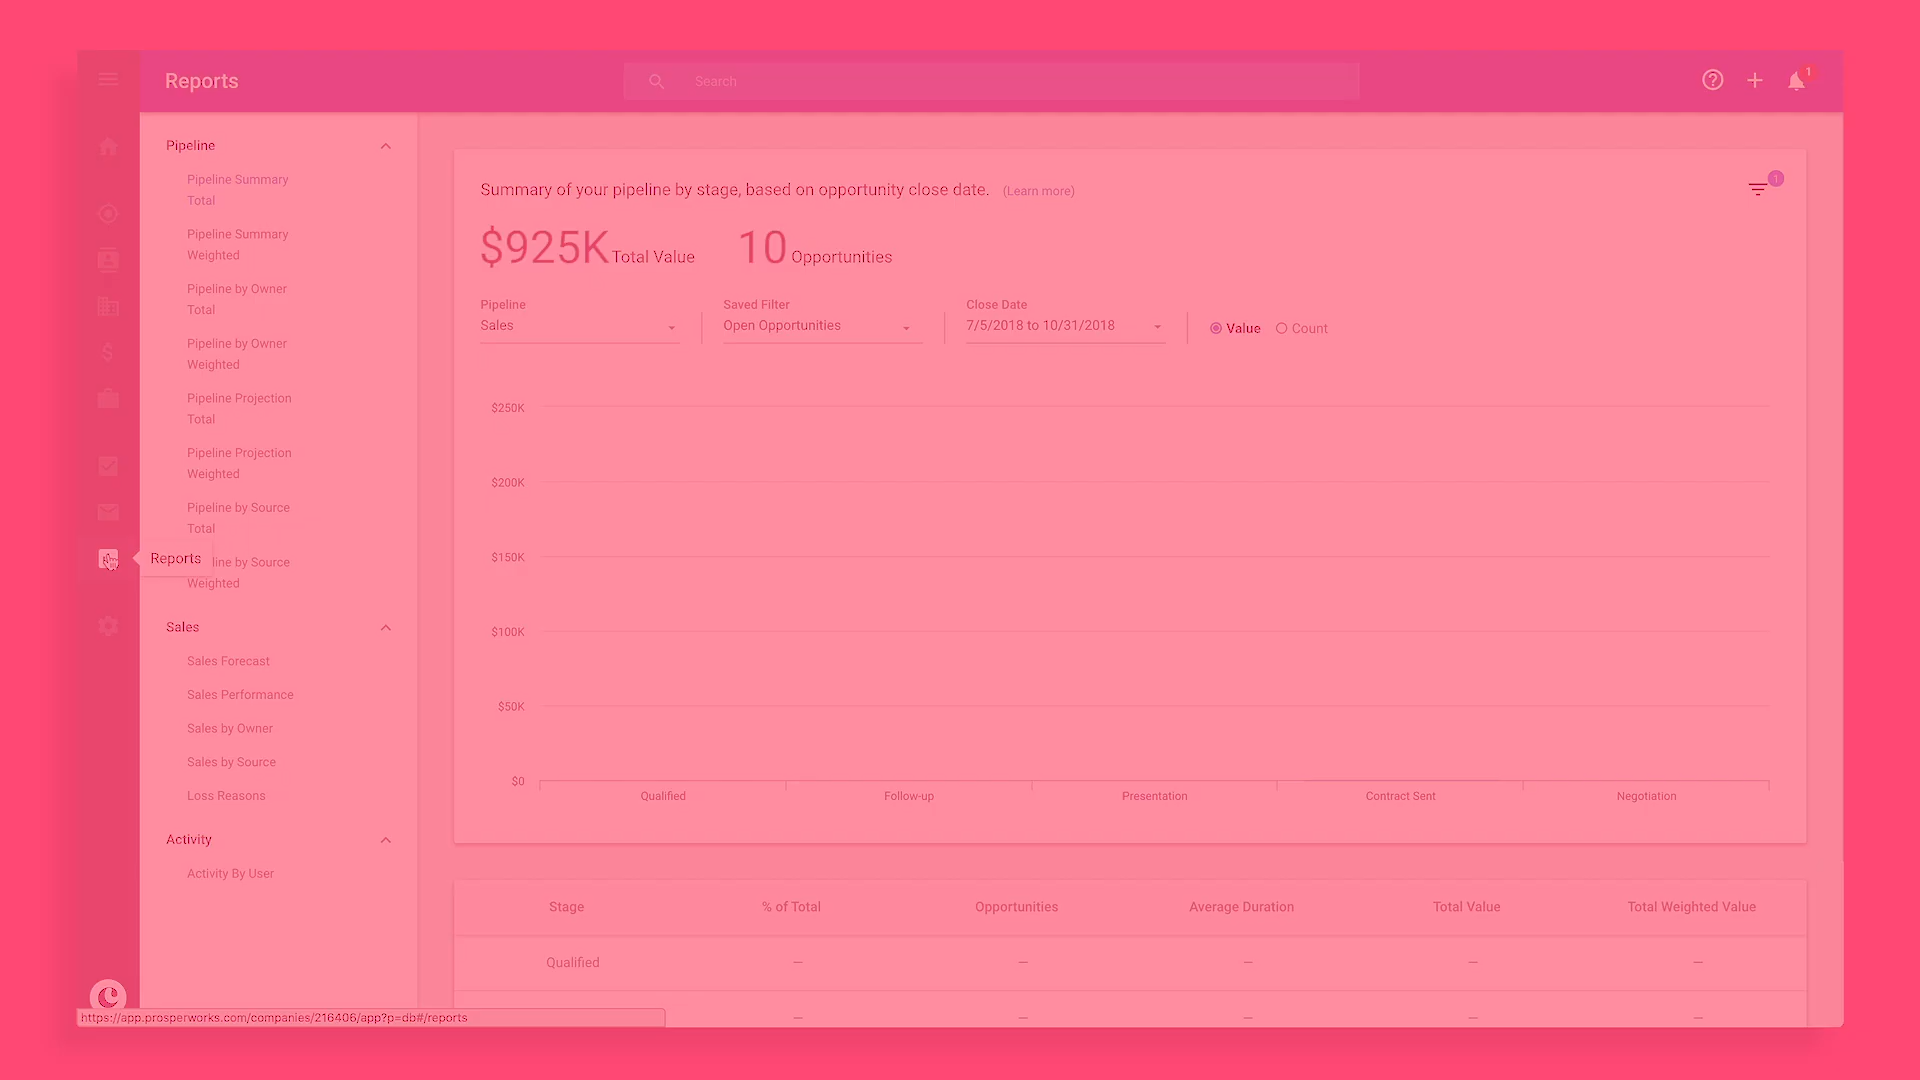 Reports
Search
1
Pipeline
Pipeline Summary
Total
Pipeline Summary
Weighted
Pipeline by Owner
Total
Pipeline by Owner
Weighted
Pipeline Projection
Total
Pipeline Projection
Weighted
Pipeline by Source
Total
Reports
line by Source
Weighted
Sales
Sales Forecast
Sales Performance
Sales by Owner
Sales by Source
Loss Reasons
Activity
Activity By User
Summary of your pipeline by stage, based on opportunity close date. (Learn more)
1
$925K Total Value 10 Opportunities
Pipeline Saved Filter Close Date
Sales Open Opportunities 7/5/2018 to 10/31/2018 Value Count
$250K
$200K
$150K
$100K
$50K
$0
Qualified Follow-up Presentation Contract Sent Negotiation
Stage % of Total Opportunities Average Duration Total Value Total Weighted Value
Qualified — — — — —
— — — — —
https://app.prosperworks.com/companies/216406/app?p=db#/reports